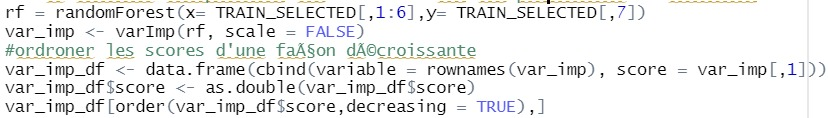 rf = randomForest(x= TRAIN_SELECTED[,1:6],y= TRAIN_SELECTED[,7])
var_imp <- varImp(rf, scale = FALSE)
#ordroner les scores d'une faÃ§on dÃ©croissante
var_imp_df <- data.frame(cbind(variable = rownames(var_imp), score = var_imp[,1]))
var_imp_df$score <- as.double(var_imp_df$score)
var_imp_df[order(var_imp_df$score,decreasing = TRUE),]